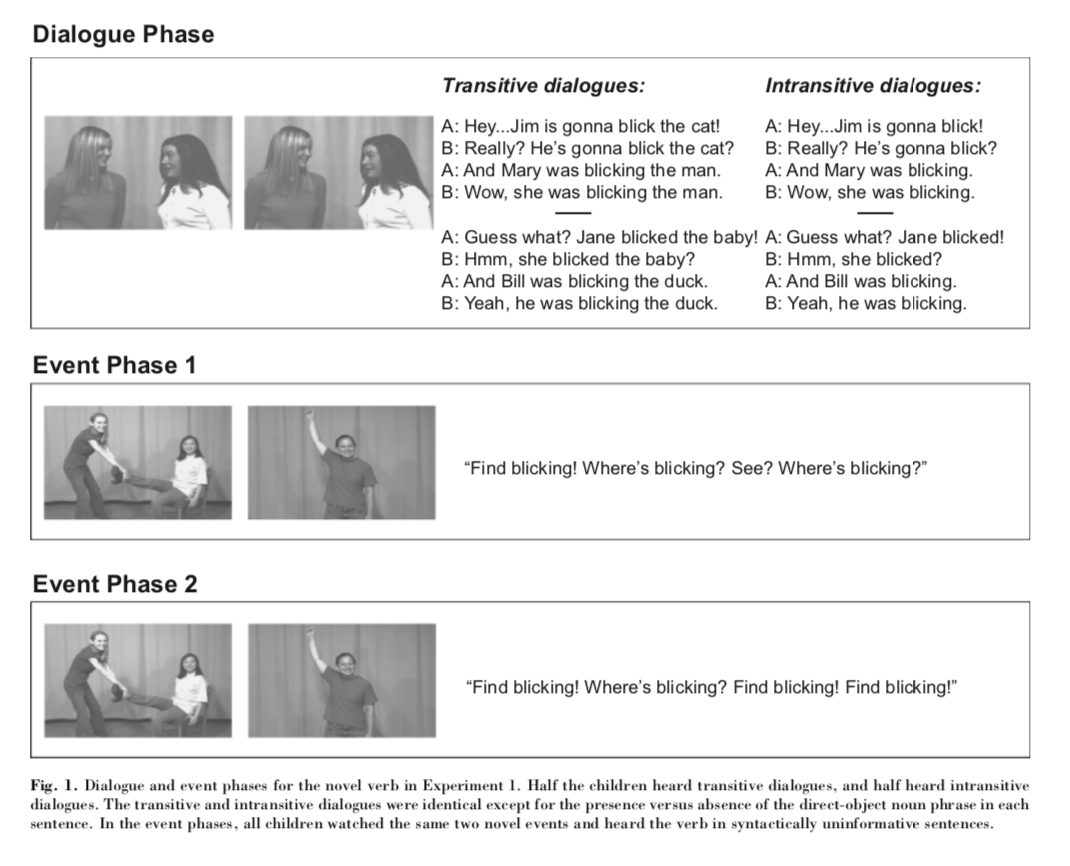 Dialogue Phase
Transitive dialogues:
A: Hey...Jim is gonna blick the cat!
B: Really? He's gonna blick the cat?
A: And Mary was blicking the man.
B: Wow, she was blicking the man.
A: Guess what? Jane blicked the baby!
B: Hmm, she blicked the baby?
A: And Bill was blicking the duck.
B: Yeah, he was blicking the duck.
Intransitive dialogues:
A: Hey...Jim is gonna blick!
B: Really? He's gonna blick?
A: And Mary was blicking.
B: Wow, she was blicking.
A: Guess what? Jane blicked!
B: Hmm, she blicked?
A: And Bill was blicking.
B: Yeah, he was blicking.
Event Phase 1
“Find blicking! Where's blicking? See? Where's blicking?”
Event Phase 2
“Find blicking! Where's blicking? Find blicking! Find blicking!”
Fig. 1. Dialogue and event phases for the novel verb in Experiment 1. Half the children heard transitive dialogues, and half heard intransitive
dialogues. The transitive and intransitive dialogues were identical except for the presence versus absence of the direct-object noun phrase in each
sentence. In the event phases, all children watched the same two novel events and heard the verb in syntactically uninformative sentences.